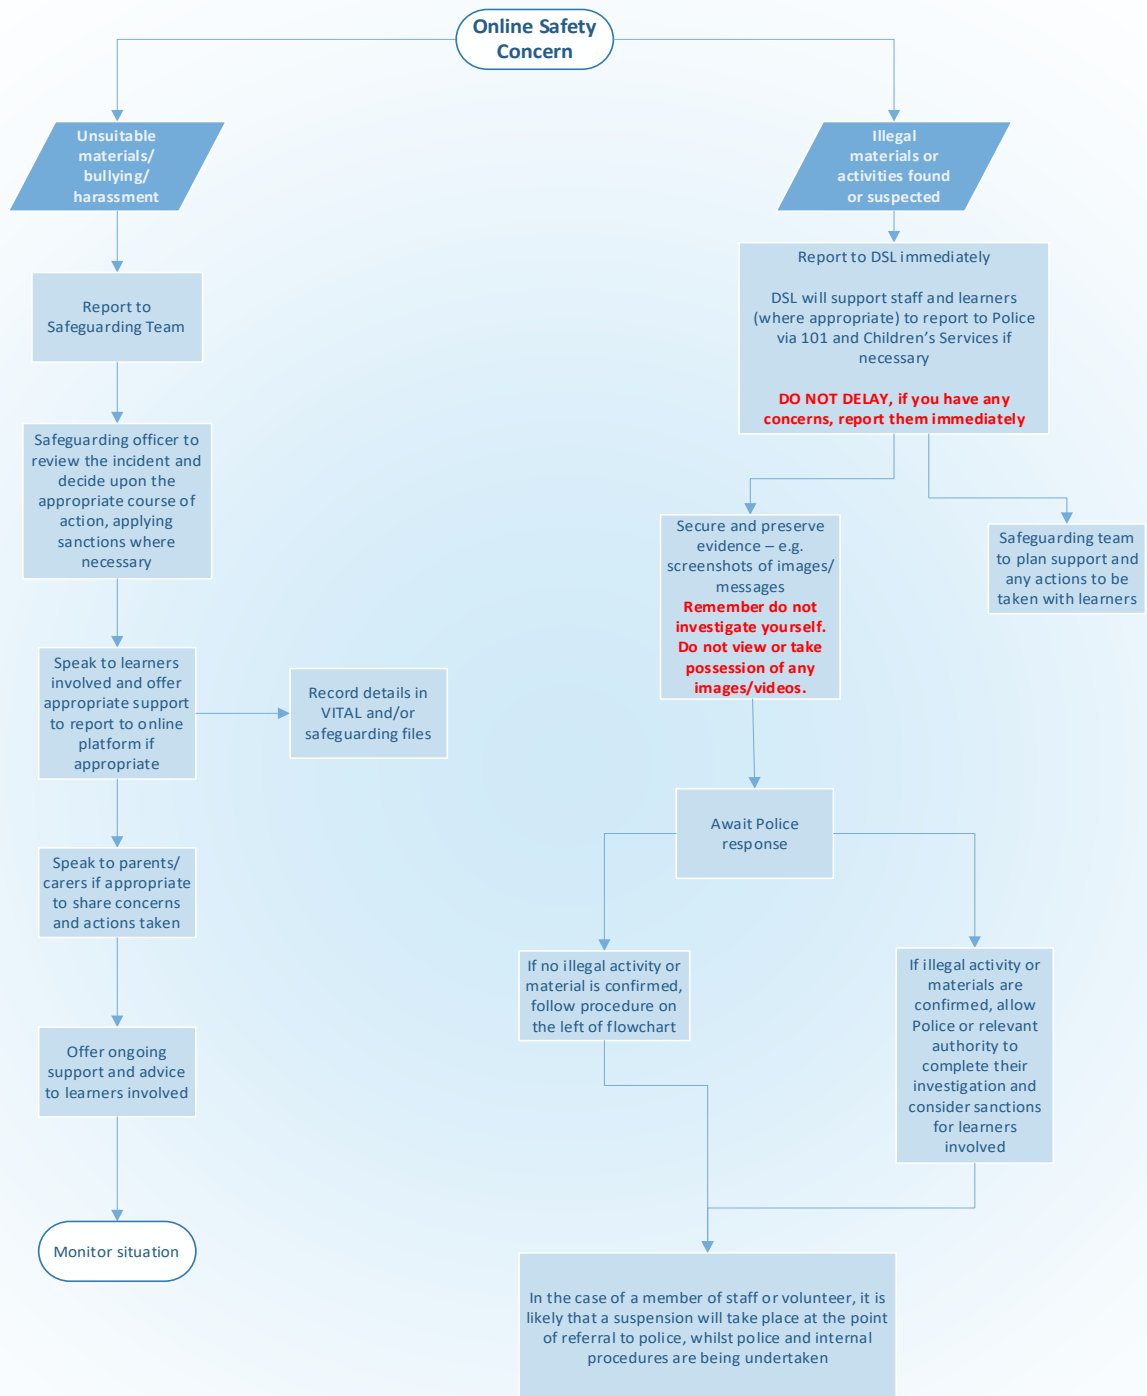 Online Safety
Concern
Unsuitable
materials/
bullying/
harassment
Report to
Safeguarding Team
Safeguarding officer to
review the incident and
decide upon the
appropriate course of
action, applying
sanctions where
necessary
Speak to learners
involved and offer
appropriate support
to report to online
platform if
appropriate
Record details in
VITAL and/or
safeguarding files
Speak to parents/
carers if appropriate
to share concerns
and actions taken
Offer ongoing
support and advice
to learners involved
Monitor situation
Illegal
materials or
activities found
or suspected
Report to DSL immediately
DSL will support staff and learners
(where appropriate) to report to Police
via 101 and Children’s Services if
necessary
DO NOT DELAY, if you have any
concerns, report them immediately
Secure and preserve
evidence – e.g.
screenshots of images/
messages
Remember do not
investigate yourself.
Do not view or take
possession of any
images/videos.
Safeguarding team
to plan support and
any actions to be
taken with learners
Await Police
response
If no illegal activity or
material is confirmed,
follow procedure on
the left of flowchart
If illegal activity or
materials are
confirmed, allow
Police or relevant
authority to
complete their
investigation and
consider sanctions
for learners
involved
In the case of a member of staff or volunteer, it is
likely that a suspension will take place at the point
of referral to police, whilst police and internal
procedures are being undertaken